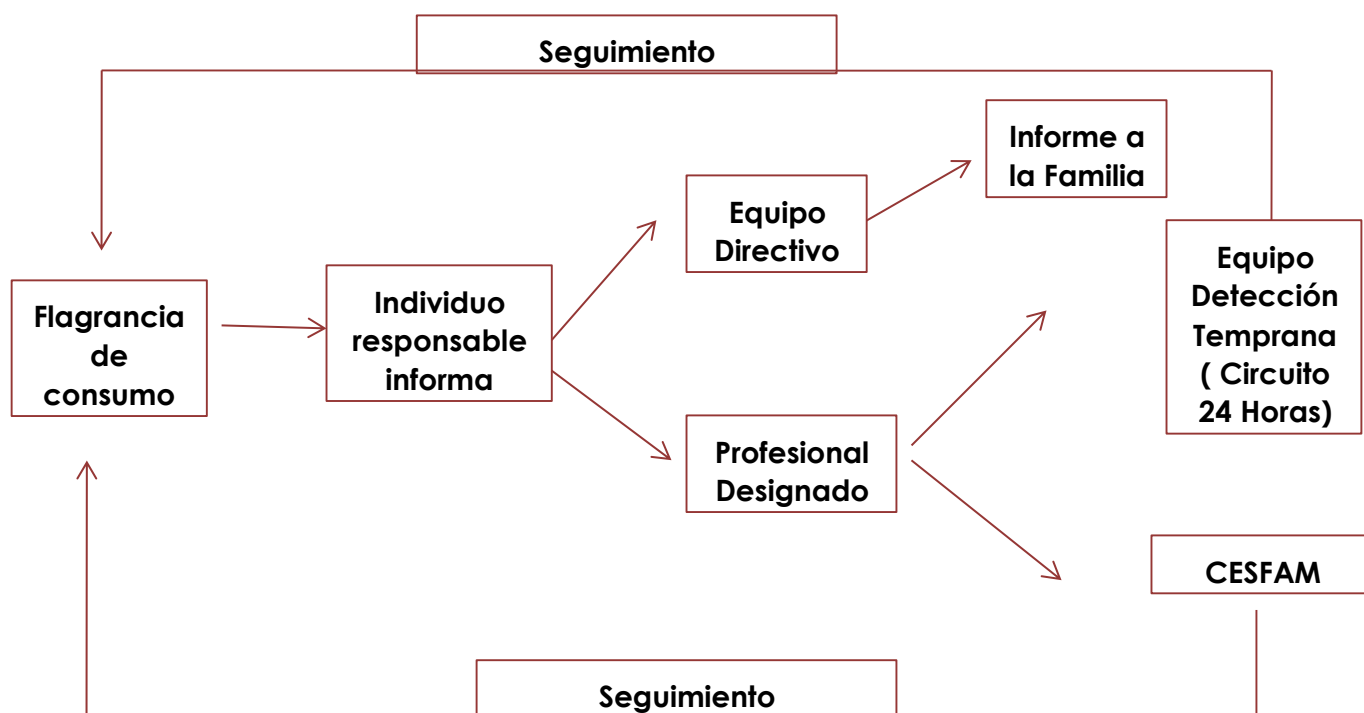 Seguimiento
Informe a
la Familia
Equipo
Directivo
Equipo
Detección
Temprana
( Circuito
24 Horas)
Flagrancia
de
consumo
Individuo
responsable
informa
Profesional
Designado
CESFAM
Seguimiento